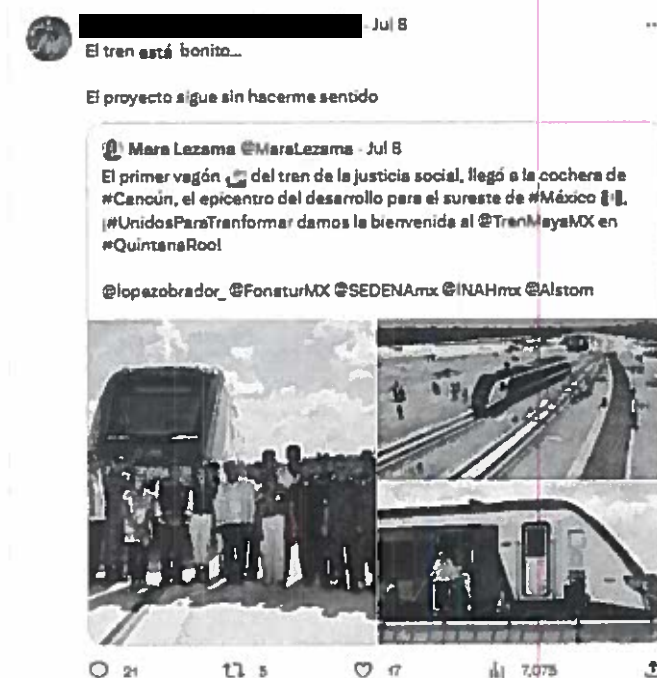 · Jul 8
El tren está bonito...
El proyecto sigue sin hacerme sentido
Mara Lezama @MaraLezama · Jul 8
El primer vagón del tren de la justicia social, llegó a la cochera de
#Cancún, el epicentro del desarrollo para el sureste de #México,
¡#UnidosParaTranformar damos la bienvenida al @TrenMayaMX en
#QuintanaRoo!
@lopezobrador_ @FonaturMX @SEDENAmx @INAHmx @Alstom
21 5 17 7,075